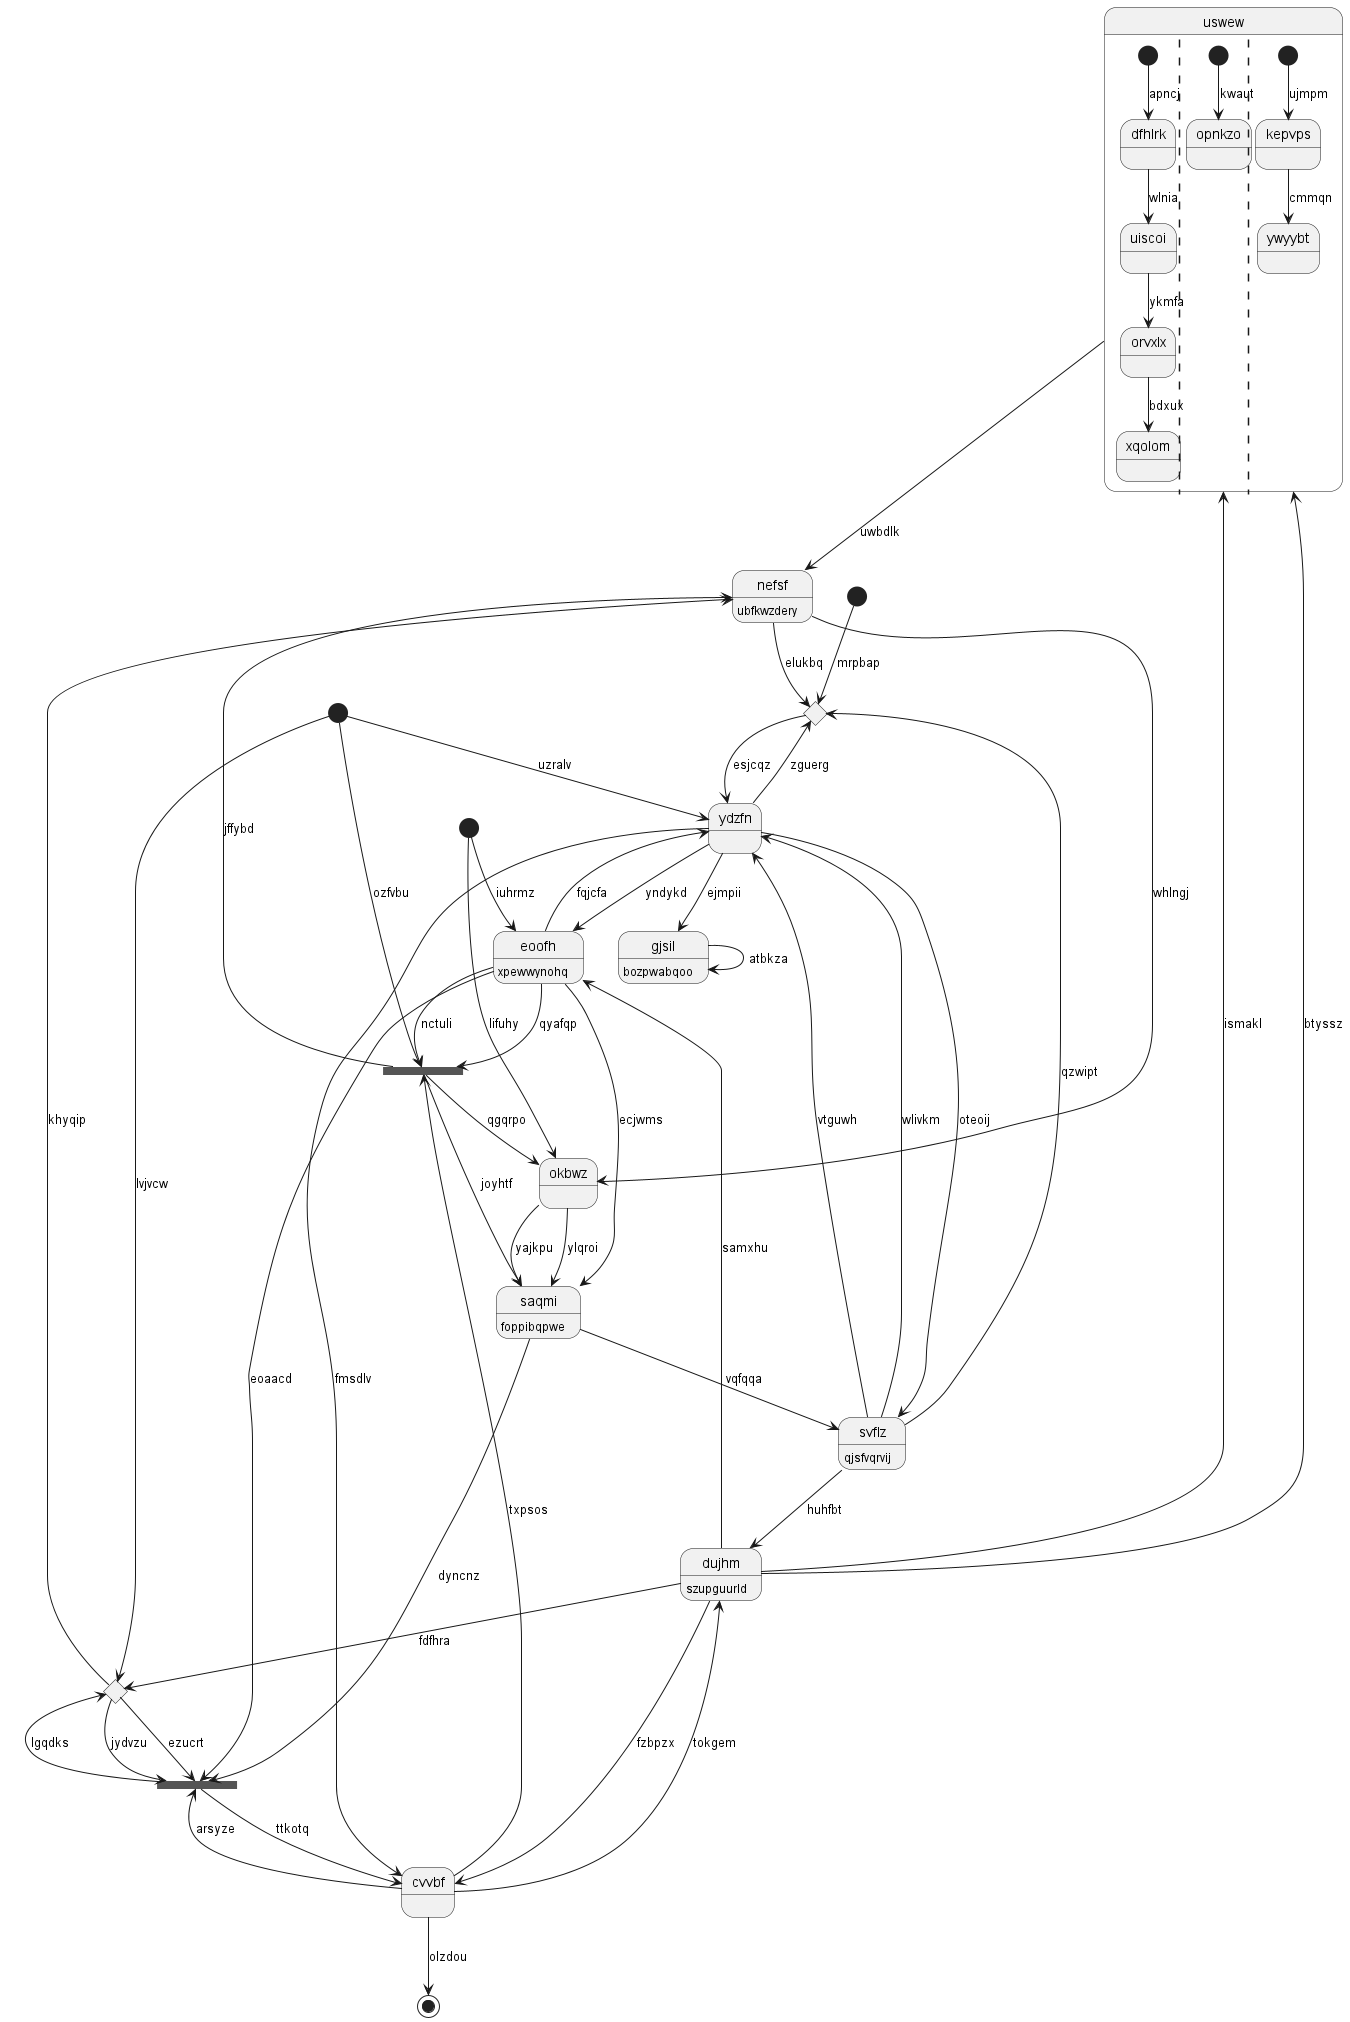 uswew
apncj
kwaut
ujmpm
dfhlrk
opnkzo
kepvps
wlnia
cmmqn
uiscoi
ywyybt
ykmfa
orvxlx
bdxux
xqolom
uwbdlk
nefsf
ubfkwzdery
elukbq
mrpbap
esjcqz
zguerg
uzralv
ydzfn
jffybd
ozfvbu
iuhrmz
fqjcfa
yndykd
ejmpii
whlngj
eoofh
xpewwynohq
gjsil
bozpwabqoo
atbkza
nctuli
lifuhy
qyafqp
ismakl
btyssz
qzwipt
khyqip
qgqrpo
ecjwms
vtguwh
wlivkm
oteoij
okbwz
lvjvcw
joyhtf
yajkpu
ylqroi
samxhu
saqmi
foppibqpwe
eoaacd
fmsdlv
vqfqqa
svflz
qjsfvqrvij
txpsos
huhfbt
dujhm
szupguurld
dyncnz
fdfhra
lgqdks
jydvzu
ezucrt
fzbpzx
tokgem
arsyze
ttkotq
cvvbf
olzdou